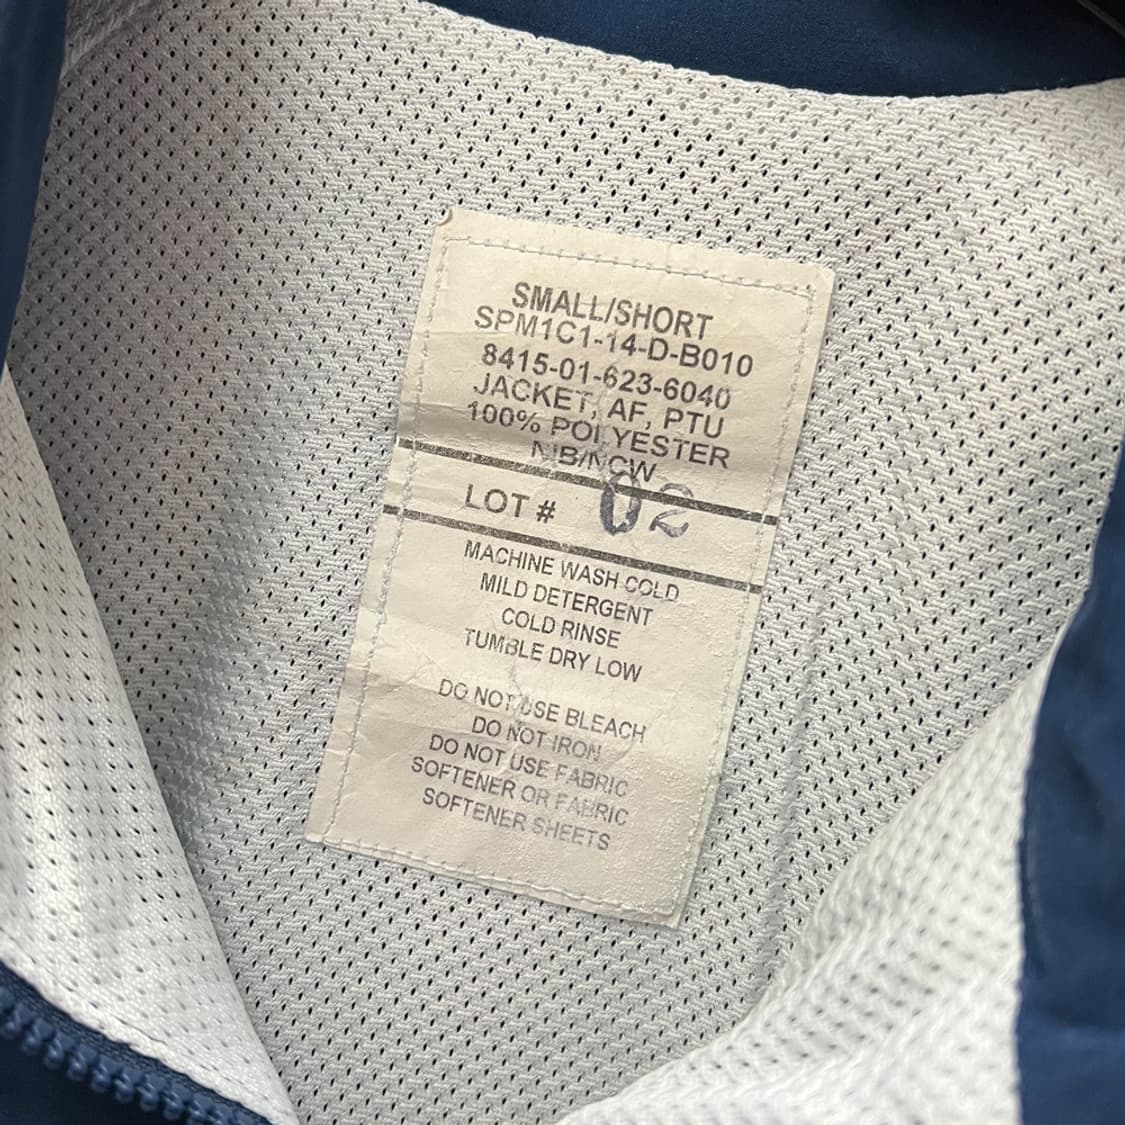 SMALL/SHORT
SPM1C1-14-D-B010
8415-01-623-6040
JACKET, AF, PTU
100% POLYESTER
NIB/NCW
LOT # 02
MACHINE WASH COLD
MILD DETERGENT
COLD RINSE
TUMBLE DRY LOW
DO NOT USE BLEACH
DO NOT IRON
DO NOT USE FABRIC
SOFTENER OR FABRIC
SOFTENER SHEETS